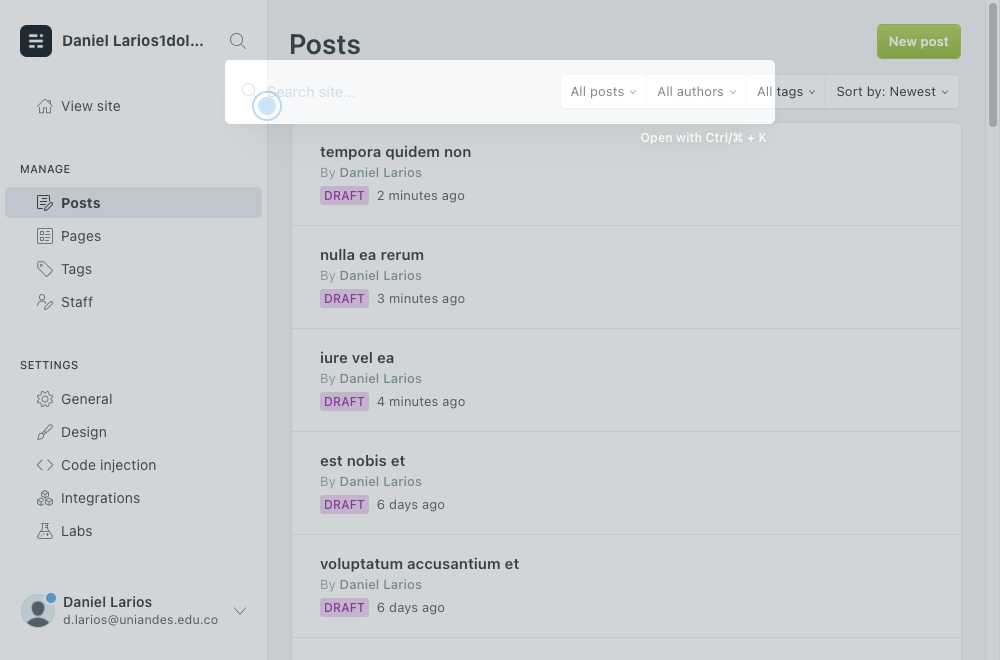 Daniel Larios1dol...
View site
MANAGE
Posts
Pages
Tags
Staff
SETTINGS
General
Design
Code injection
Integrations
Labs
Daniel Larios
d.larios@uniandes.edu.co
Posts
New post
Search site...
All posts
All authors
All tags
Sort by: Newest
Open with Ctrl/⌘ + K
tempora quidem non
By Daniel Larios
DRAFT 2 minutes ago
nulla ea rerum
By Daniel Larios
DRAFT 3 minutes ago
iure vel ea
By Daniel Larios
DRAFT 4 minutes ago
est nobis et
By Daniel Larios
DRAFT 6 days ago
voluptatum accusantium et
By Daniel Larios
DRAFT 6 days ago